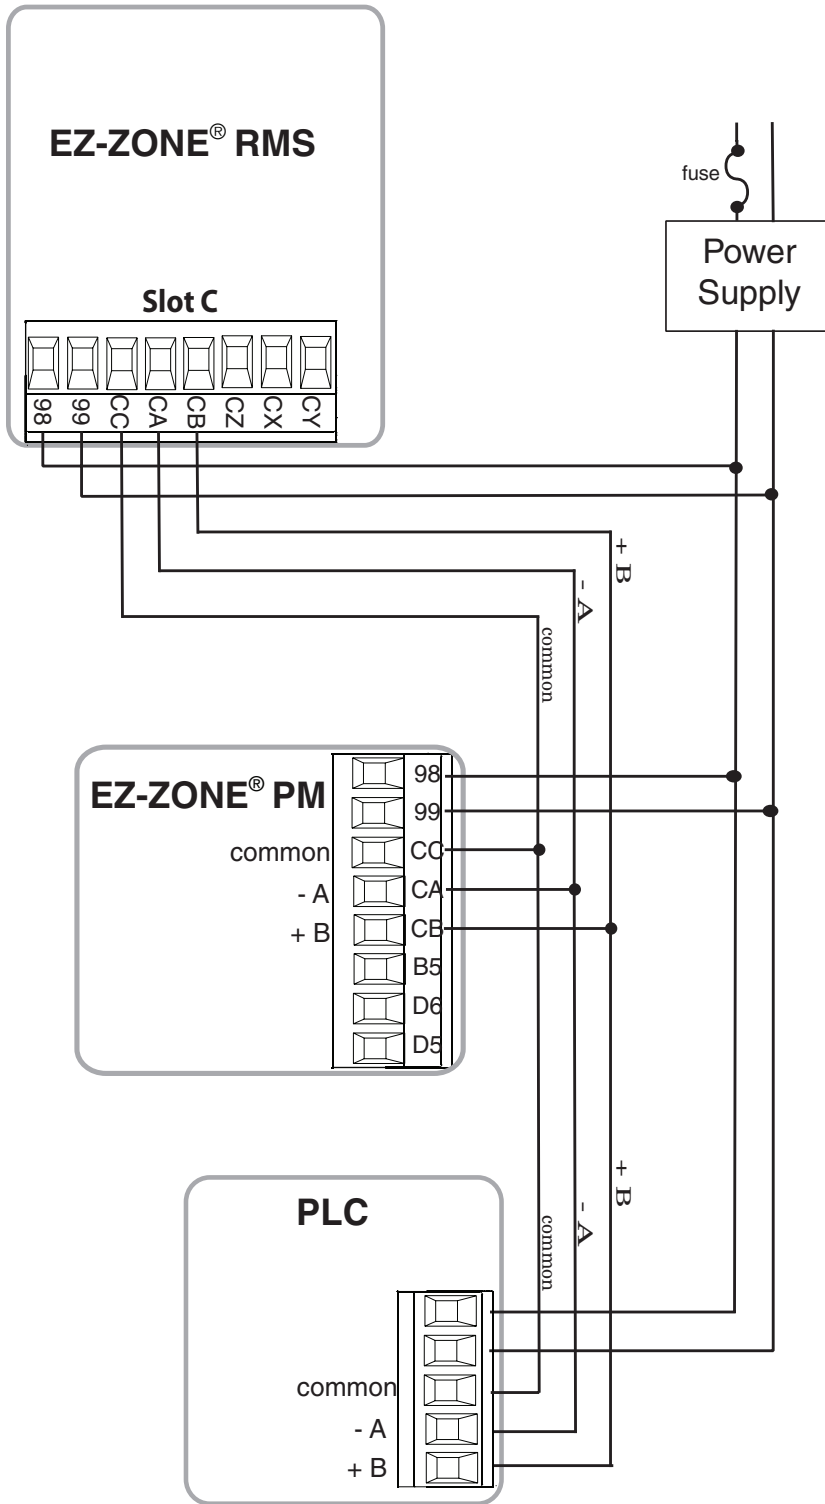 EZ-ZONE® RMS
fuse
Power
Supply
Slot C
98
99
CC
CA
CB
CZ
CX
CY
+ B
- A
common
EZ-ZONE® PM
98
99
common
CC
- A
CA
+ B
CB
B5
D6
D5
+ B
- A
common
PLC
common
- A
+ B